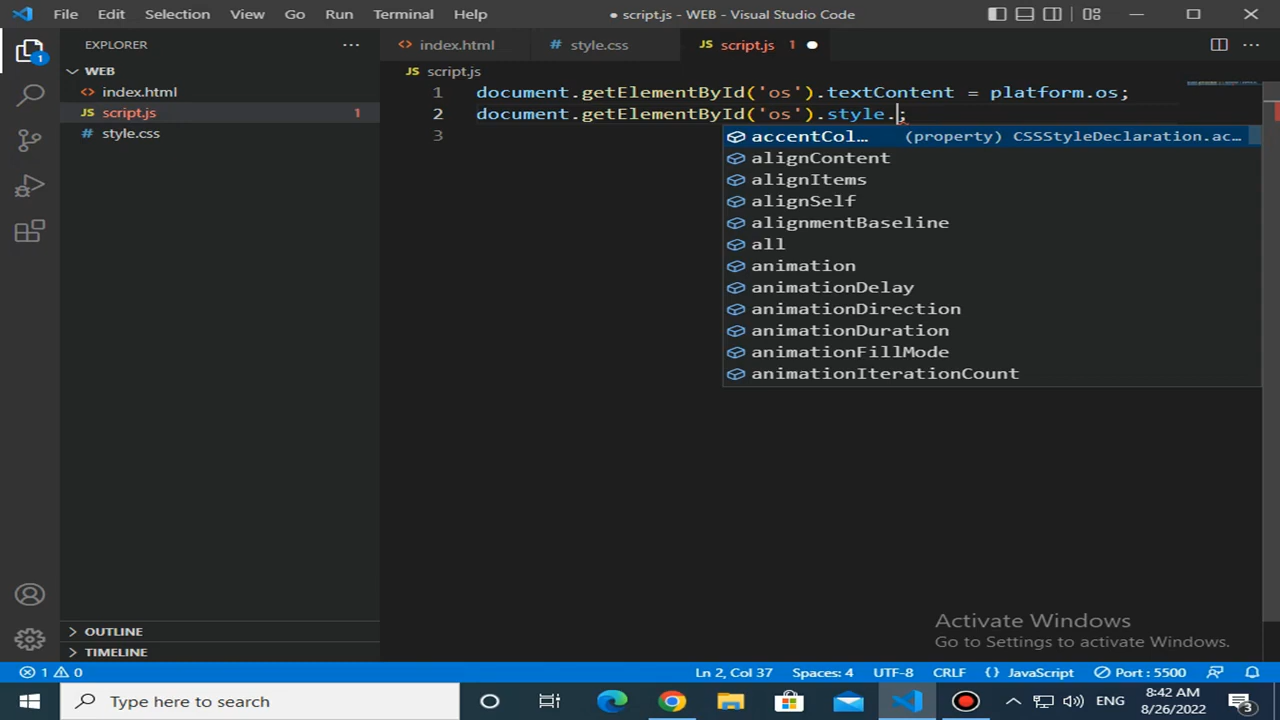 File Edit Selection View Go Run Terminal Help
● script.js - WEB - Visual Studio Code
EXPLORER
index.html
# style.css
JS script.js 1
1
WEB
JS script.js
index.html
JS script.js 1
# style.css
1 document.getElementById('os').textContent = platform.os;
2 document.getElementById('os').style.;
3
accentCol… (property) CSSStyleDeclaration.ac…
alignContent
alignItems
alignSelf
alignmentBaseline
all
animation
animationDelay
animationDirection
animationDuration
animationFillMode
animationIterationCount
OUTLINE
TIMELINE
Activate Windows
Go to Settings to activate Windows.
1 0 Ln 2, Col 37 Spaces: 4 UTF-8 CRLF {} JavaScript Port : 5500
Type here to search
ENG
8:42 AM
8/26/2022
3